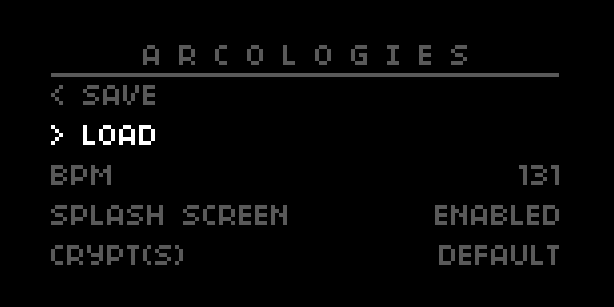 A R C O L O G I E S
< SAVE
> LOAD
BPM 131
SPLASH SCREEN ENABLED
CRYPT(S) DEFAULT